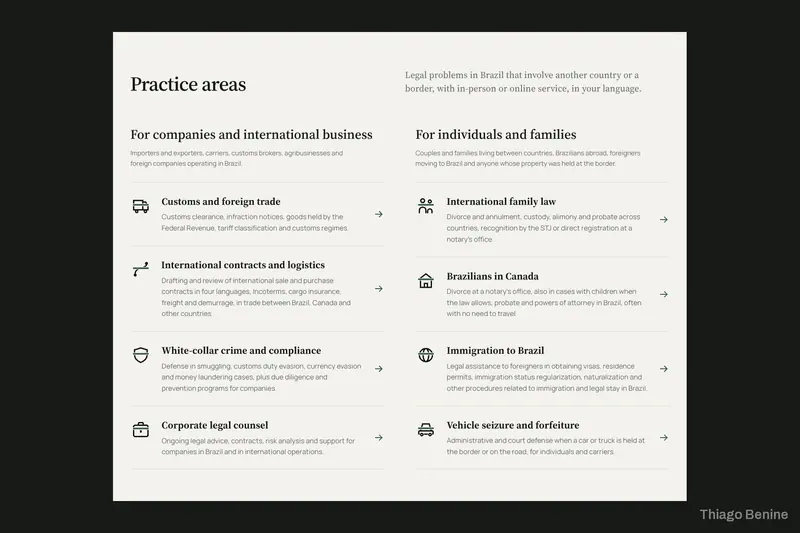 Practice areas
Legal problems in Brazil that involve another country or a
border, with in-person or online service, in your language.
For companies and international business
Importers and exporters, carriers, customs brokers, agribusinesses and
foreign companies operating in Brazil.
Customs and foreign trade
Customs clearance, infraction notices, goods held by the
Federal Revenue, tariff classification and customs regimes.
International contracts and logistics
Drafting and review of international sale and purchase
contracts in four languages, Incoterms, cargo insurance,
freight and demurrage, in trade between Brazil, Canada and
other countries.
White-collar crime and compliance
Defense in smuggling, customs duty evasion, currency evasion
and money laundering cases, plus due diligence and
prevention programs for companies.
Corporate legal counsel
Ongoing legal advice, contracts, risk analysis and support for
companies in Brazil and in international operations.
For individuals and families
Couples and families living between countries, Brazilians abroad, foreigners
moving to Brazil and anyone whose property was held at the border.
International family law
Divorce and annulment, custody, alimony and probate across
countries, recognition by the STJ or direct registration at a
notary's office.
Brazilians in Canada
Divorce at a notary's office, also in cases with children when
the law allows, probate and powers of attorney in Brazil, often
with no need to travel.
Immigration to Brazil
Legal assistance to foreigners in obtaining visas, residence
permits, immigration status regularization, naturalization and
other procedures related to immigration and legal stay in Brazil.
Vehicle seizure and forfeiture
Administrative and court defense when a car or truck is held at
the border or on the road, for individuals and carriers.
Thiago Benine